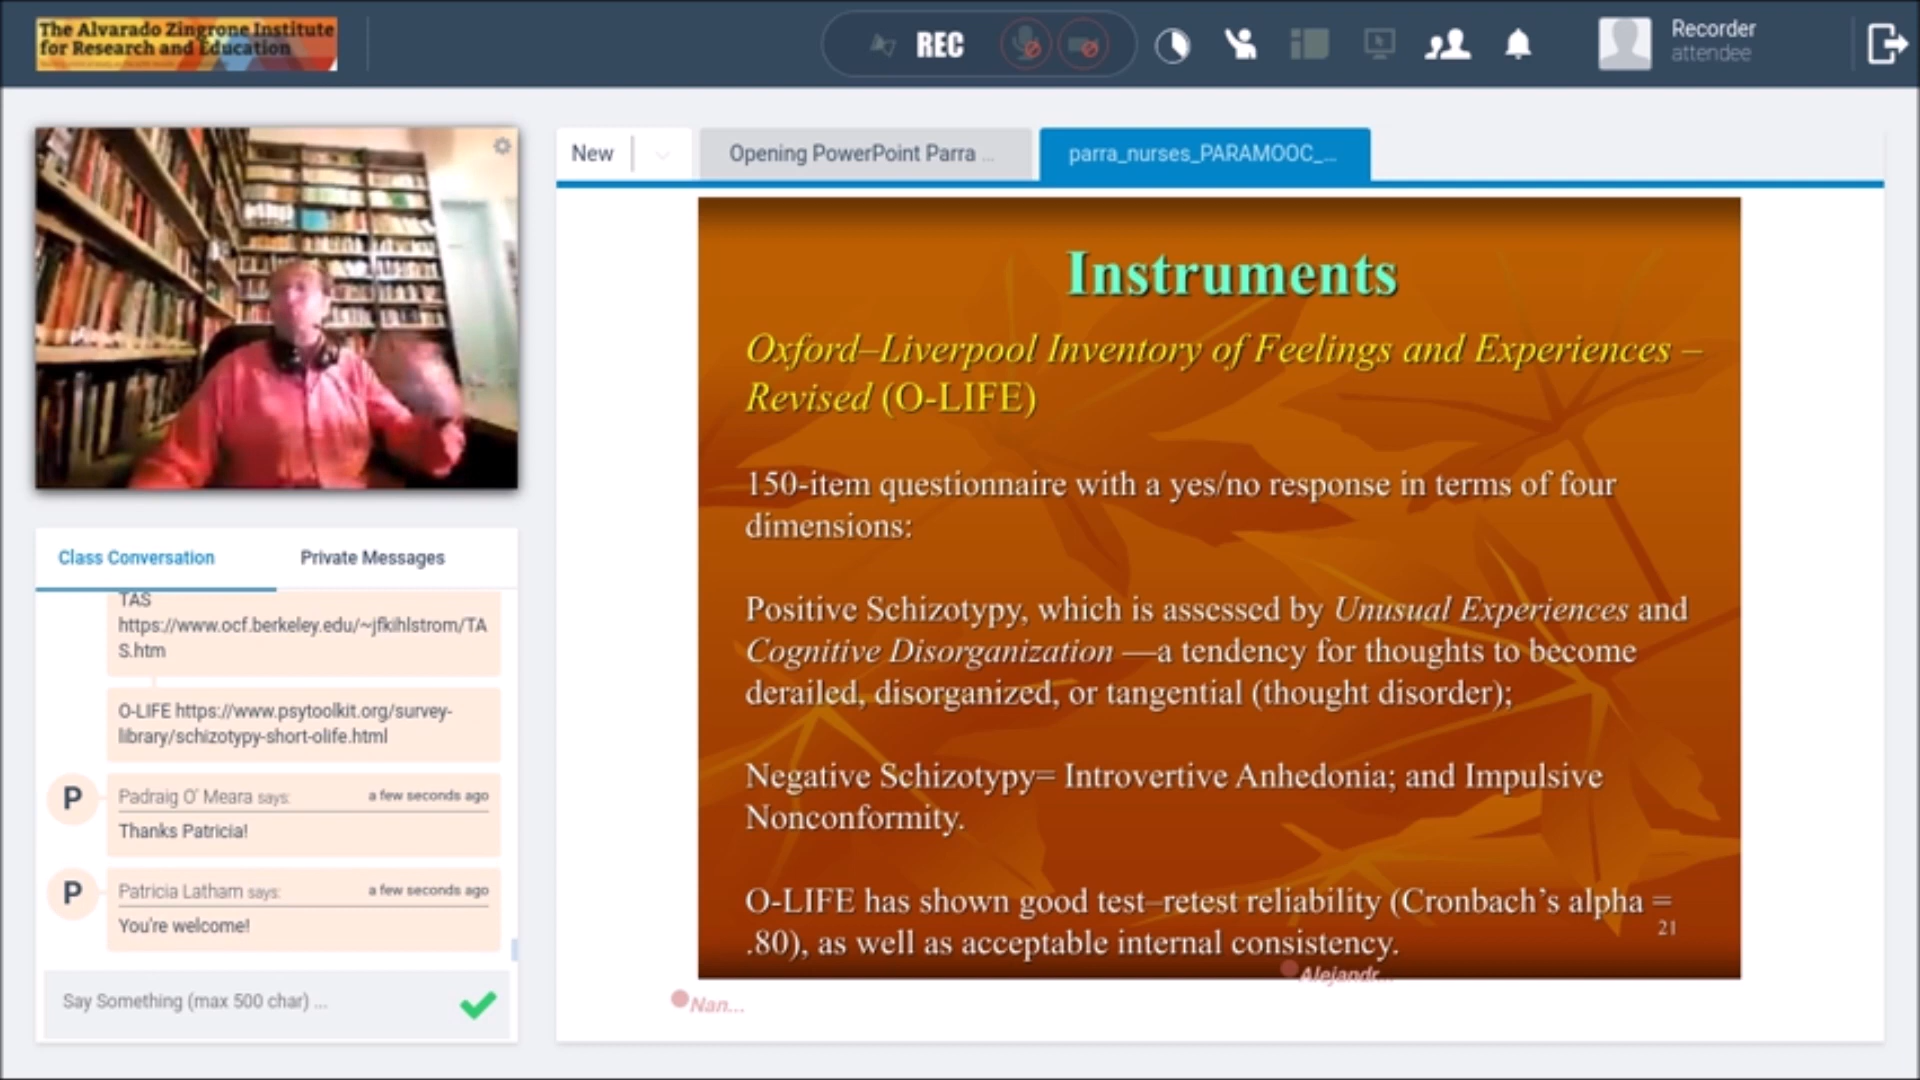 The Alvarado Zingrone Institute
for Research and Education
REC
Recorder
attendee
New
Opening PowerPoint Parra ...
parra_nurses_PARAMOOC_...
Class Conversation
Private Messages
TAS
https://www.ocf.berkeley.edu/~jfkihlstrom/TA
S.htm
O-LIFE https://www.psytoolkit.org/survey-
library/schizotypy-short-olife.html
P
Padraig O' Meara says:
a few seconds ago
Thanks Patricia!
P
Patricia Latham says:
a few seconds ago
You're welcome!
Say Something (max 500 char) ...
Instruments
Oxford–Liverpool Inventory of Feelings and Experiences –
Revised (O-LIFE)
150-item questionnaire with a yes/no response in terms of four
dimensions:
Positive Schizotypy, which is assessed by Unusual Experiences and
Cognitive Disorganization —a tendency for thoughts to become
derailed, disorganized, or tangential (thought disorder);
Negative Schizotypy= Introvertive Anhedonia; and Impulsive
Nonconformity.
O-LIFE has shown good test–retest reliability (Cronbach's alpha =
.80), as well as acceptable internal consistency.
21
Alejandr...
Nan...